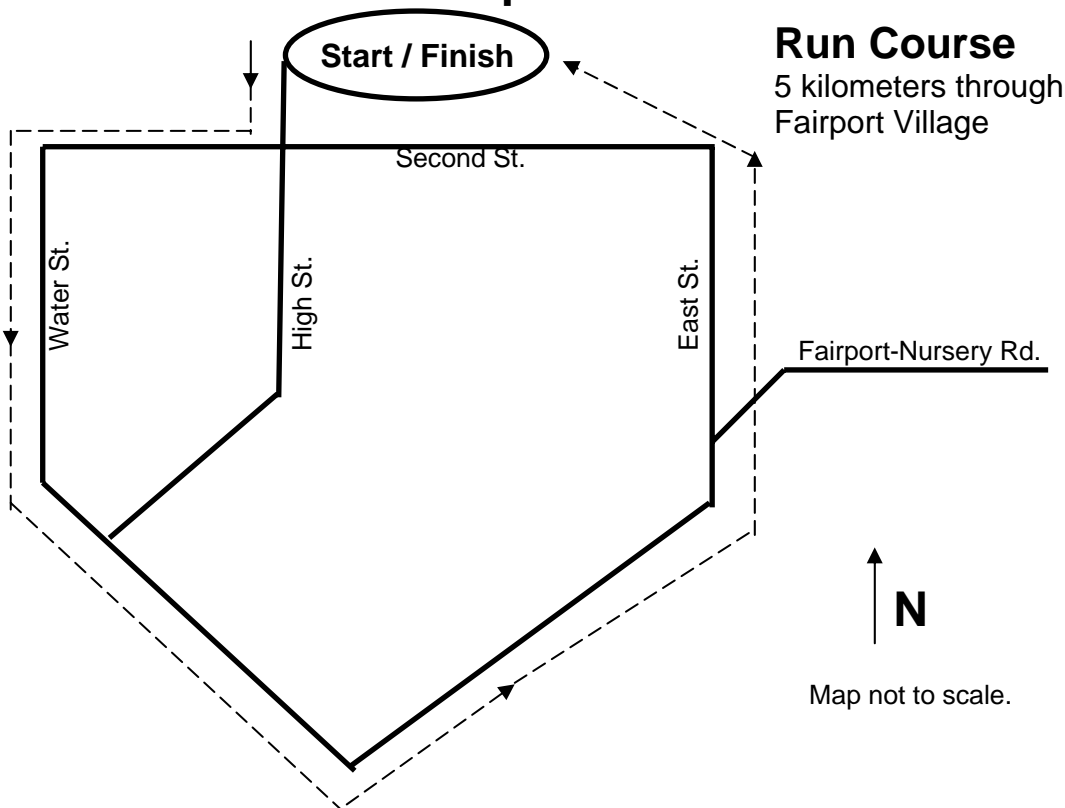 Start / Finish
Run Course
5 kilometers through
Fairport Village
Second St.
Water St.
High St.
East St.
Fairport-Nursery Rd.
N
Map not to scale.